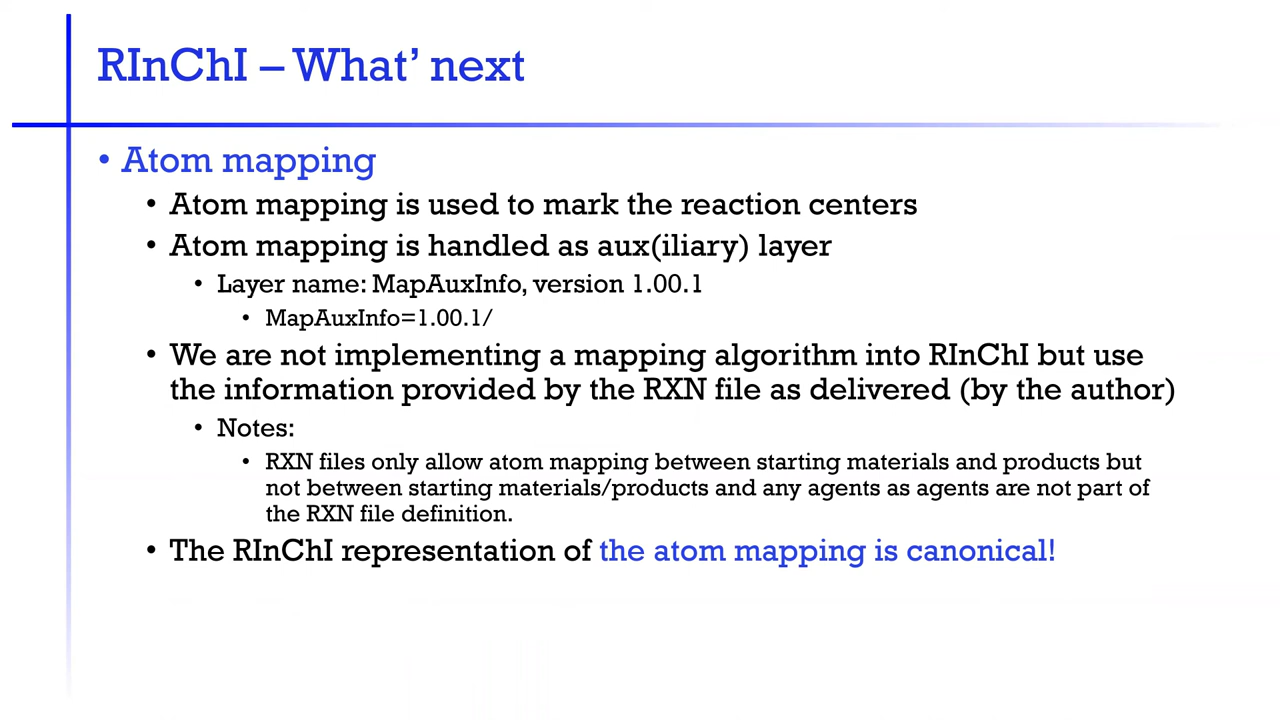 RInChI – What’ next
• Atom mapping
• Atom mapping is used to mark the reaction centers
• Atom mapping is handled as aux(iliary) layer
• Layer name: MapAuxInfo, version 1.00.1
• MapAuxInfo=1.00.1/
• We are not implementing a mapping algorithm into RInChI but use
the information provided by the RXN file as delivered (by the author)
• Notes:
• RXN files only allow atom mapping between starting materials and products but
not between starting materials/products and any agents as agents are not part of
the RXN file definition.
• The RInChI representation of the atom mapping is canonical!